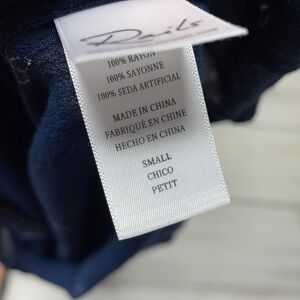 100% RAYON
100% SAYONNE
100% SEDA ARTIFICIAL
MADE IN CHINA
FABRIQUÉ EN CHINE
HECHO EN CHINA
SMALL
CHICO
PETIT